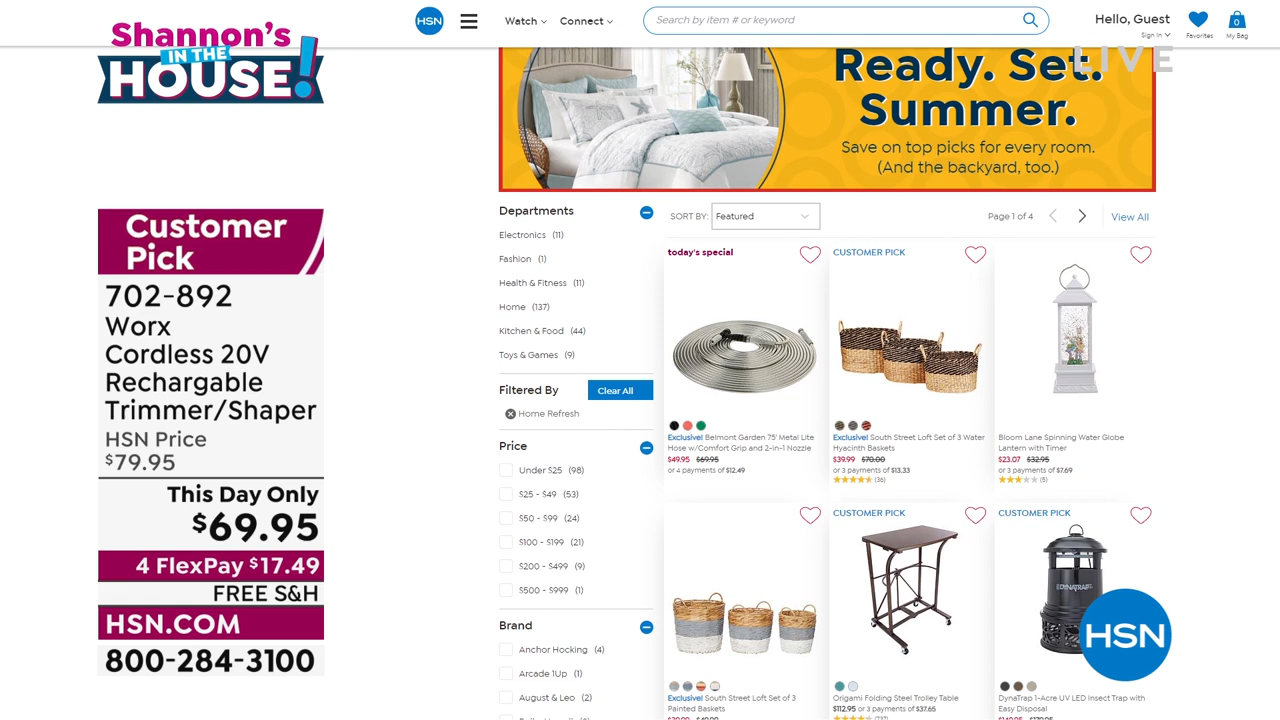 Shannon's
IN THE
HOUSE!
HSN
Watch
Connect
Search by item # or keyword
Hello, Guest
Sign in
Favorites
0
My Bag
LIVE
Ready. Set.
Summer.
Save on top picks for every room.
(And the backyard, too.)
Customer
Pick
702-892
Worx
Cordless 20V
Rechargable
Trimmer/Shaper
HSN Price
$79.95
This Day Only
$69.95
4 FlexPay $17.49
FREE S&H
HSN.COM
800-284-3100
Departments
Electronics (11)
Fashion (1)
Health & Fitness (11)
Home (137)
Kitchen & Food (44)
Toys & Games (9)
Filtered By
Clear All
Home Refresh
Price
Under $25 (98)
$25 - $49 (53)
$50 - $99 (24)
$100 - $199 (21)
$200 - $499 (9)
$500 - $999 (1)
Brand
Anchor Hocking (4)
Arcade 1Up (1)
August & Leo (2)
SORT BY:
Featured
Page 1 of 4
View All
today's special
Exclusive! Belmont Garden 75' Metal Lite
Hose w/Comfort Grip and 2-in-1 Nozzle
$49.95 $69.95
or 4 payments of $12.49
CUSTOMER PICK
Exclusive! South Street Loft Set of 3 Water
Hyacinth Baskets
$39.99 $70.00
or 3 payments of $13.33
(36)
Bloom Lane Spinning Water Globe
Lantern with Timer
$23.07 $32.95
or 3 payments of $7.69
(5)
Exclusive! South Street Loft Set of 3
Painted Baskets
CUSTOMER PICK
Origami Folding Steel Trolley Table
$112.95 or 3 payments of $37.65
(737)
CUSTOMER PICK
DYNATRAP
DynaTrap 1-Acre UV LED Insect Trap with
Easy Disposal
HSN